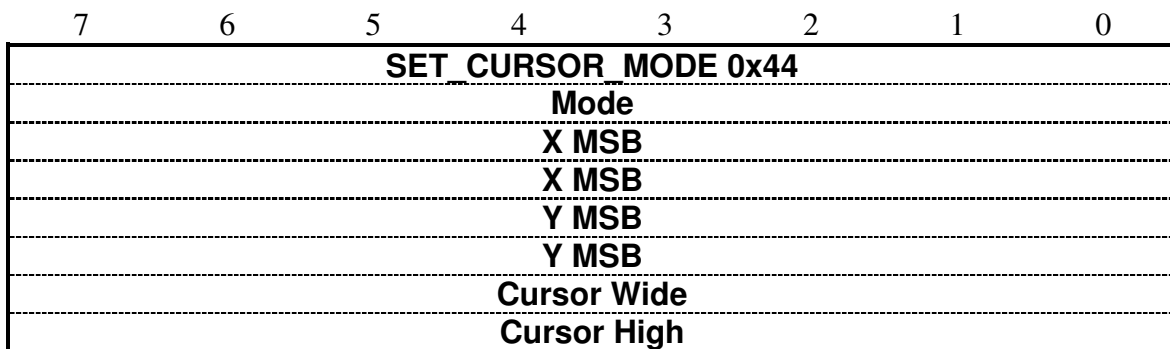 7 6 5 4 3 2 1 0
SET_CURSOR_MODE 0x44
Mode
X MSB
X MSB
Y MSB
Y MSB
Cursor Wide
Cursor High